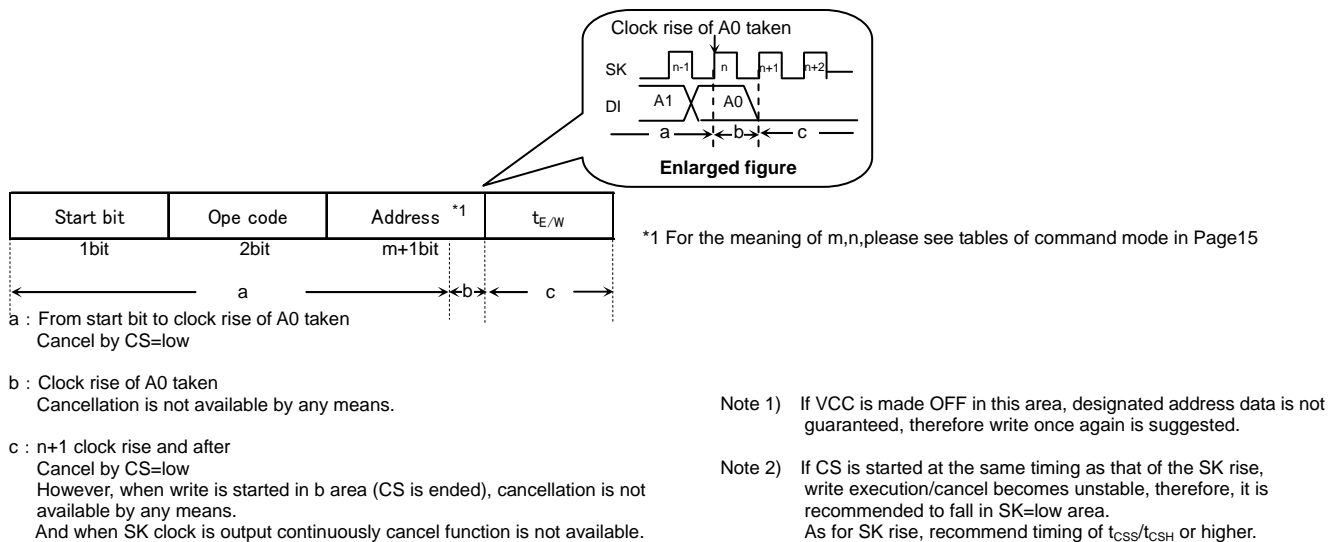 Clock rise of A0 taken
SK
n-1
n
n+1
n+2
DI
A1
A0
a
b
c
Enlarged figure
Start bit
Ope code
Address *1
tE/W
1bit
2bit
m+1bit
*1 For the meaning of m,n,please see tables of command mode in Page15
a
b
c
a : From start bit to clock rise of A0 taken
Cancel by CS=low
b : Clock rise of A0 taken
Cancellation is not available by any means.
c : n+1 clock rise and after
Cancel by CS=low
However, when write is started in b area (CS is ended), cancellation is not
available by any means.
And when SK clock is output continuously cancel function is not available.
Note 1) If VCC is made OFF in this area, designated address data is not
guaranteed, therefore write once again is suggested.
Note 2) If CS is started at the same timing as that of the SK rise,
write execution/cancel becomes unstable, therefore, it is
recommended to fall in SK=low area.
As for SK rise, recommend timing of tCSS/tCSH or higher.